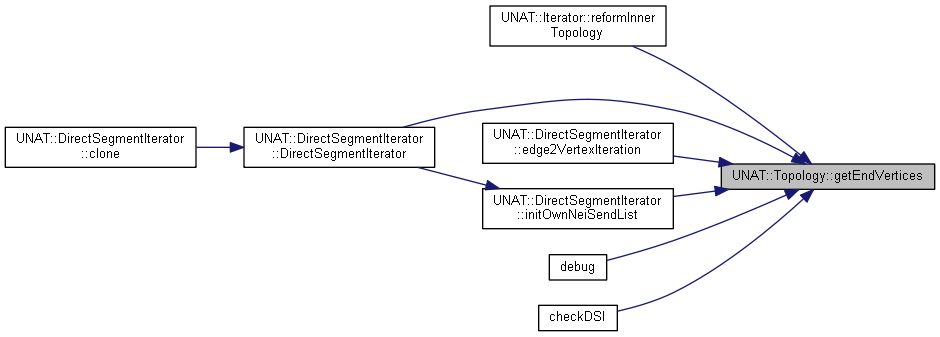 UNAT::Iterator::reformInner
Topology
UNAT::DirectSegmentIterator
::clone
UNAT::DirectSegmentIterator
::DirectSegmentIterator
UNAT::DirectSegmentIterator
::edge2VertexIteration
UNAT::Topology::getEndVertices
UNAT::DirectSegmentIterator
::initOwnNeiSendList
debug
checkDSI